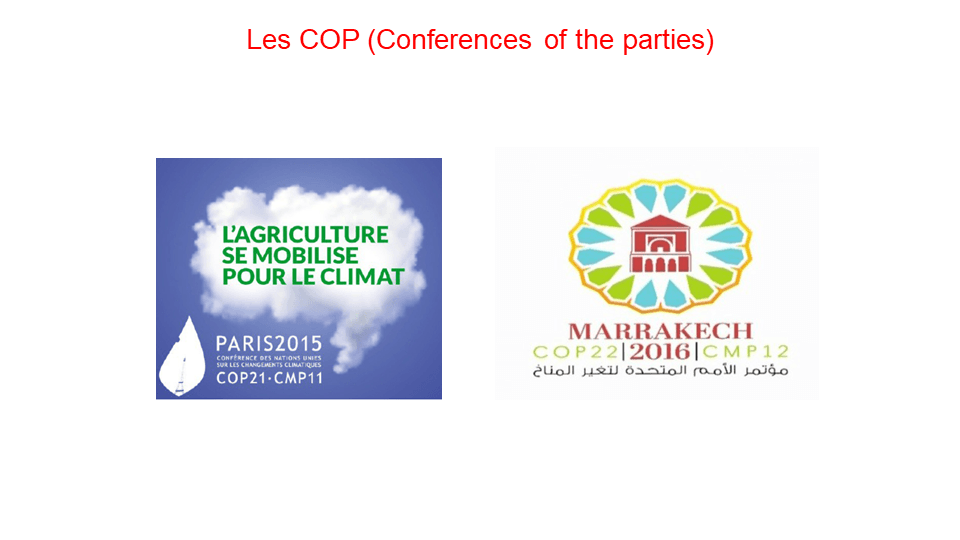 Les COP (Conferences of the parties)
L'AGRICULTURE
SE MOBILISE
POUR LE CLIMAT
PARIS2015
CONFÉRENCE DES NATIONS UNIES
SUR LES CHANGEMENTS CLIMATIQUES
COP21·CMP11
MARRAKECH
COP22|2016|CMP12
مؤتمر الأمم المتحدة لتغير المناخ